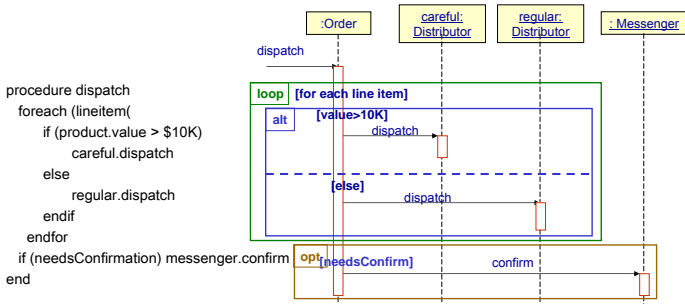 :Order
careful:
Distributor
regular:
Distributor
: Messenger
dispatch
procedure dispatch
foreach (lineitem(
if (product.value > $10K)
careful.dispatch
else
regular.dispatch
endif
endfor
if (needsConfirmation) messenger.confirm
end
loop [for each line item]
alt [value>10K]
dispatch
[else]
dispatch
opt [needsConfirm]
confirm